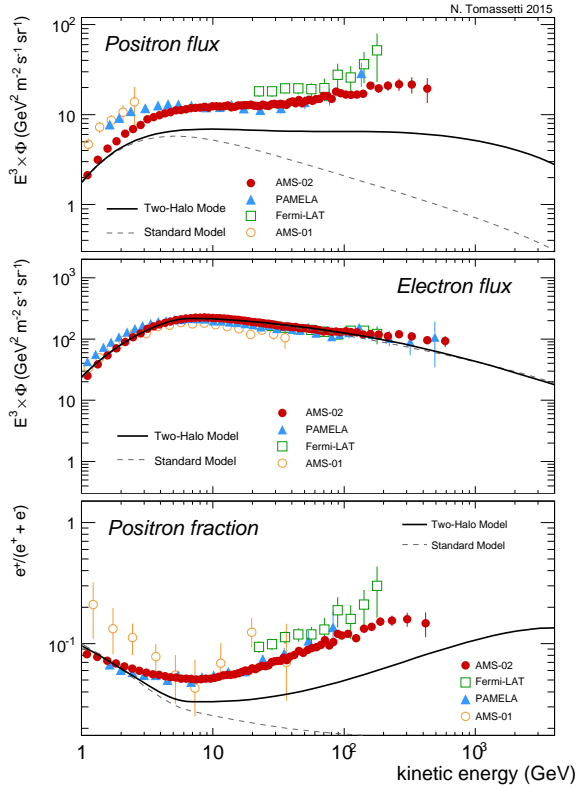 N. Tomassetti 2015
Positron flux
E³ × Φ (GeV² m⁻² s⁻¹ sr⁻¹)
10²
10
1
Two-Halo Mode
Standard Model
AMS-02
PAMELA
Fermi-LAT
AMS-01
Electron flux
E³ × Φ (GeV² m⁻² s⁻¹ sr⁻¹)
10³
10²
10
1
Two-Halo Model
Standard Model
AMS-02
PAMELA
Fermi-LAT
AMS-01
Positron fraction
e⁺/(e⁺ + e)
1
10⁻¹
Two-Halo Model
Standard Model
AMS-02
Fermi-LAT
PAMELA
AMS-01
1
10
10²
10³
kinetic energy (GeV)